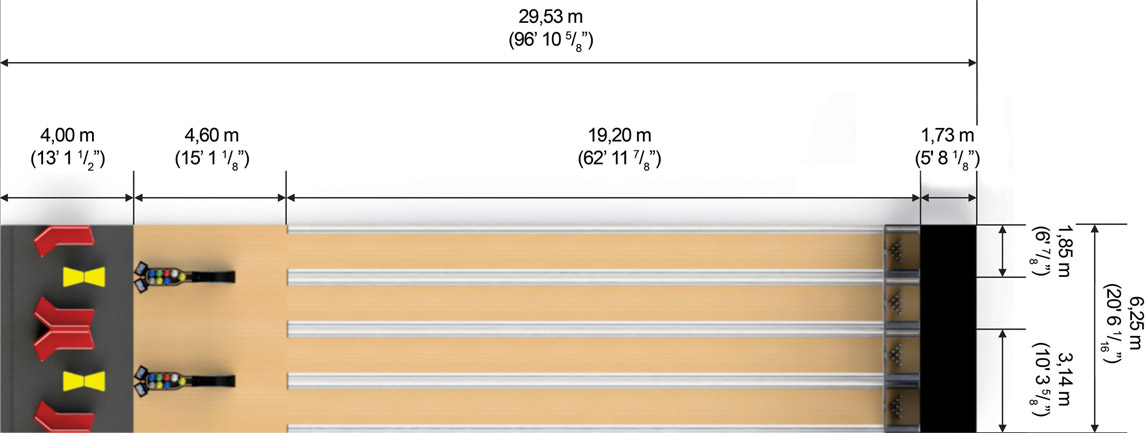 29,53 m
(96’ 10 5/8”)
4,00 m
(13’ 1 1/2”)
4,60 m
(15’ 1 1/8”)
19,20 m
(62’ 11 7/8”)
1,73 m
(5’ 8 1/8”)
1,85 m
(6’ 7/8”)
3,14 m
(10’ 3 5/8”)
6,25 m
(20’ 6 1/16”)